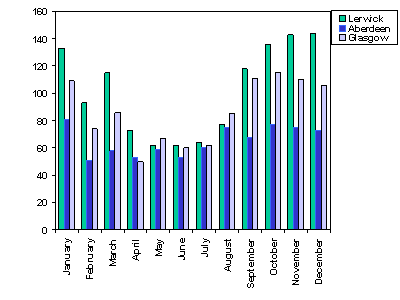 160
140
120
100
80
60
40
20
0
January
February
March
April
May
June
July
August
September
October
November
December
Lerwick
Aberdeen
Glasgow